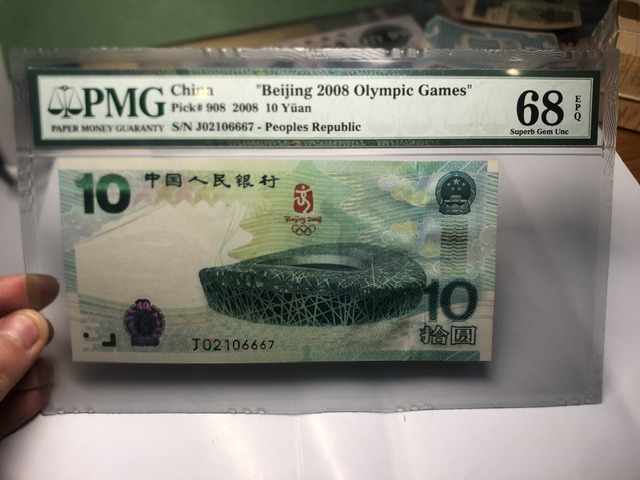 PMG
PAPER MONEY GUARANTY
China "Beijing 2008 Olympic Games"
Pick# 908 2008 10 Yüan
S/N J02106667 - Peoples Republic
68
EPQ
Superb Gem Unc
10 中国人民银行
Beijing 2008
J02106667
10
拾圆